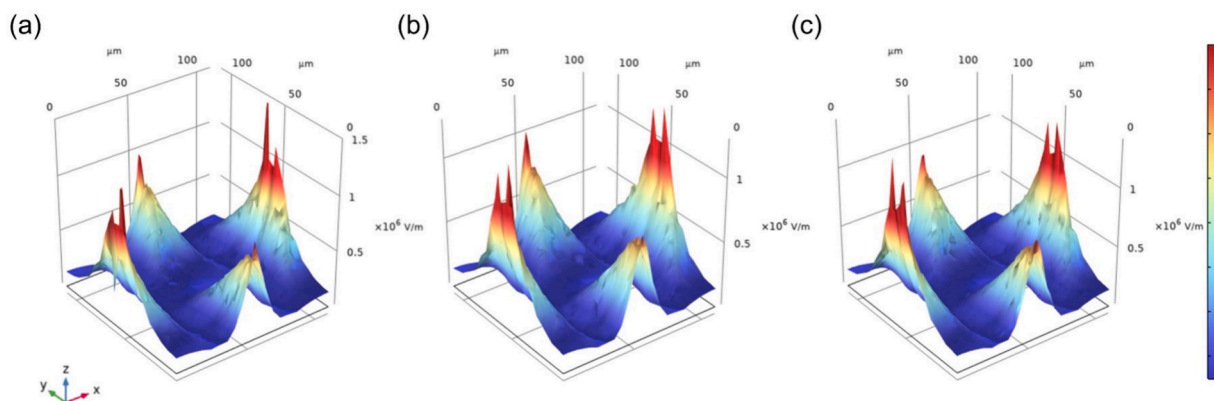 (a) (b) (c)
µm µm µm µm µm µm
100 100 100 100 100 100
50 50 50 50 50 50
0 0 0 0 0 0
1.5
1 1 1
×10⁶ V/m ×10⁶ V/m ×10⁶ V/m
0.5 0.5 0.5
z
y x